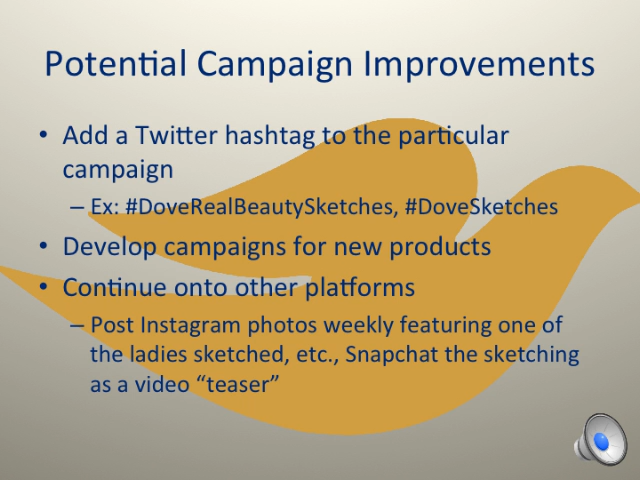 Potential Campaign Improvements
• Add a Twitter hashtag to the particular
campaign
– Ex: #DoveRealBeautySketches, #DoveSketches
• Develop campaigns for new products
• Continue onto other platforms
– Post Instagram photos weekly featuring one of
the ladies sketched, etc., Snapchat the sketching
as a video “teaser”